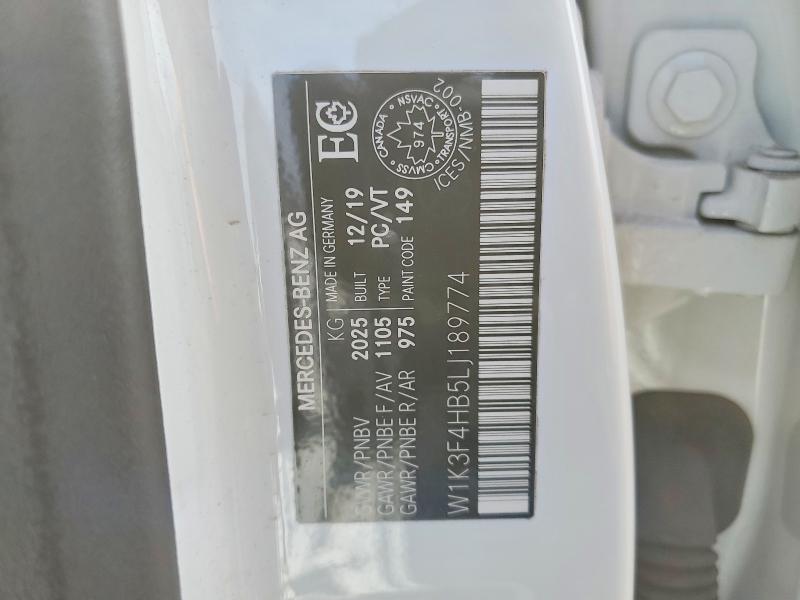 MERCEDES-BENZ AG
KG MADE IN GERMANY
GVWR/PNBV 2025 BUILT 12/19
GAWR/PNBE F/AV 1105 TYPE PC/VT
GAWR/PNBE R/AR 975 PAINT CODE 149
EC
CANADA NSVAC TRANSPORT CMVSS
974
ICES/NMB-002
W1K3F4HB5LJ189774